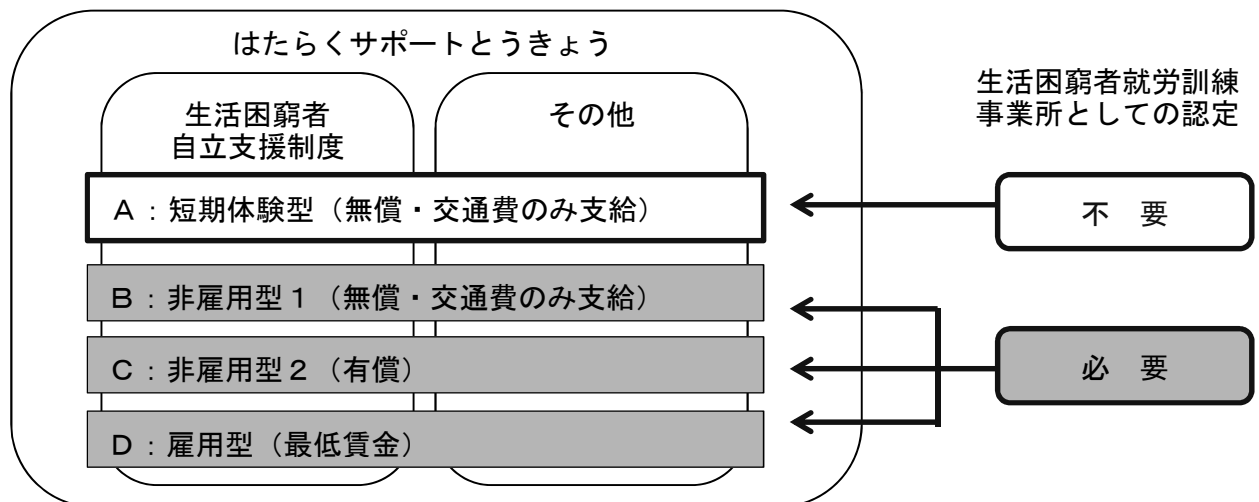 はたらくサポートとうきょう
生活困窮者
自立支援制度
その他
生活困窮者就労訓練
事業所としての認定
A：短期体験型（無償・交通費のみ支給）
不　要
B：非雇用型１（無償・交通費のみ支給）
C：非雇用型２（有償）
必　要
D：雇用型（最低賃金）